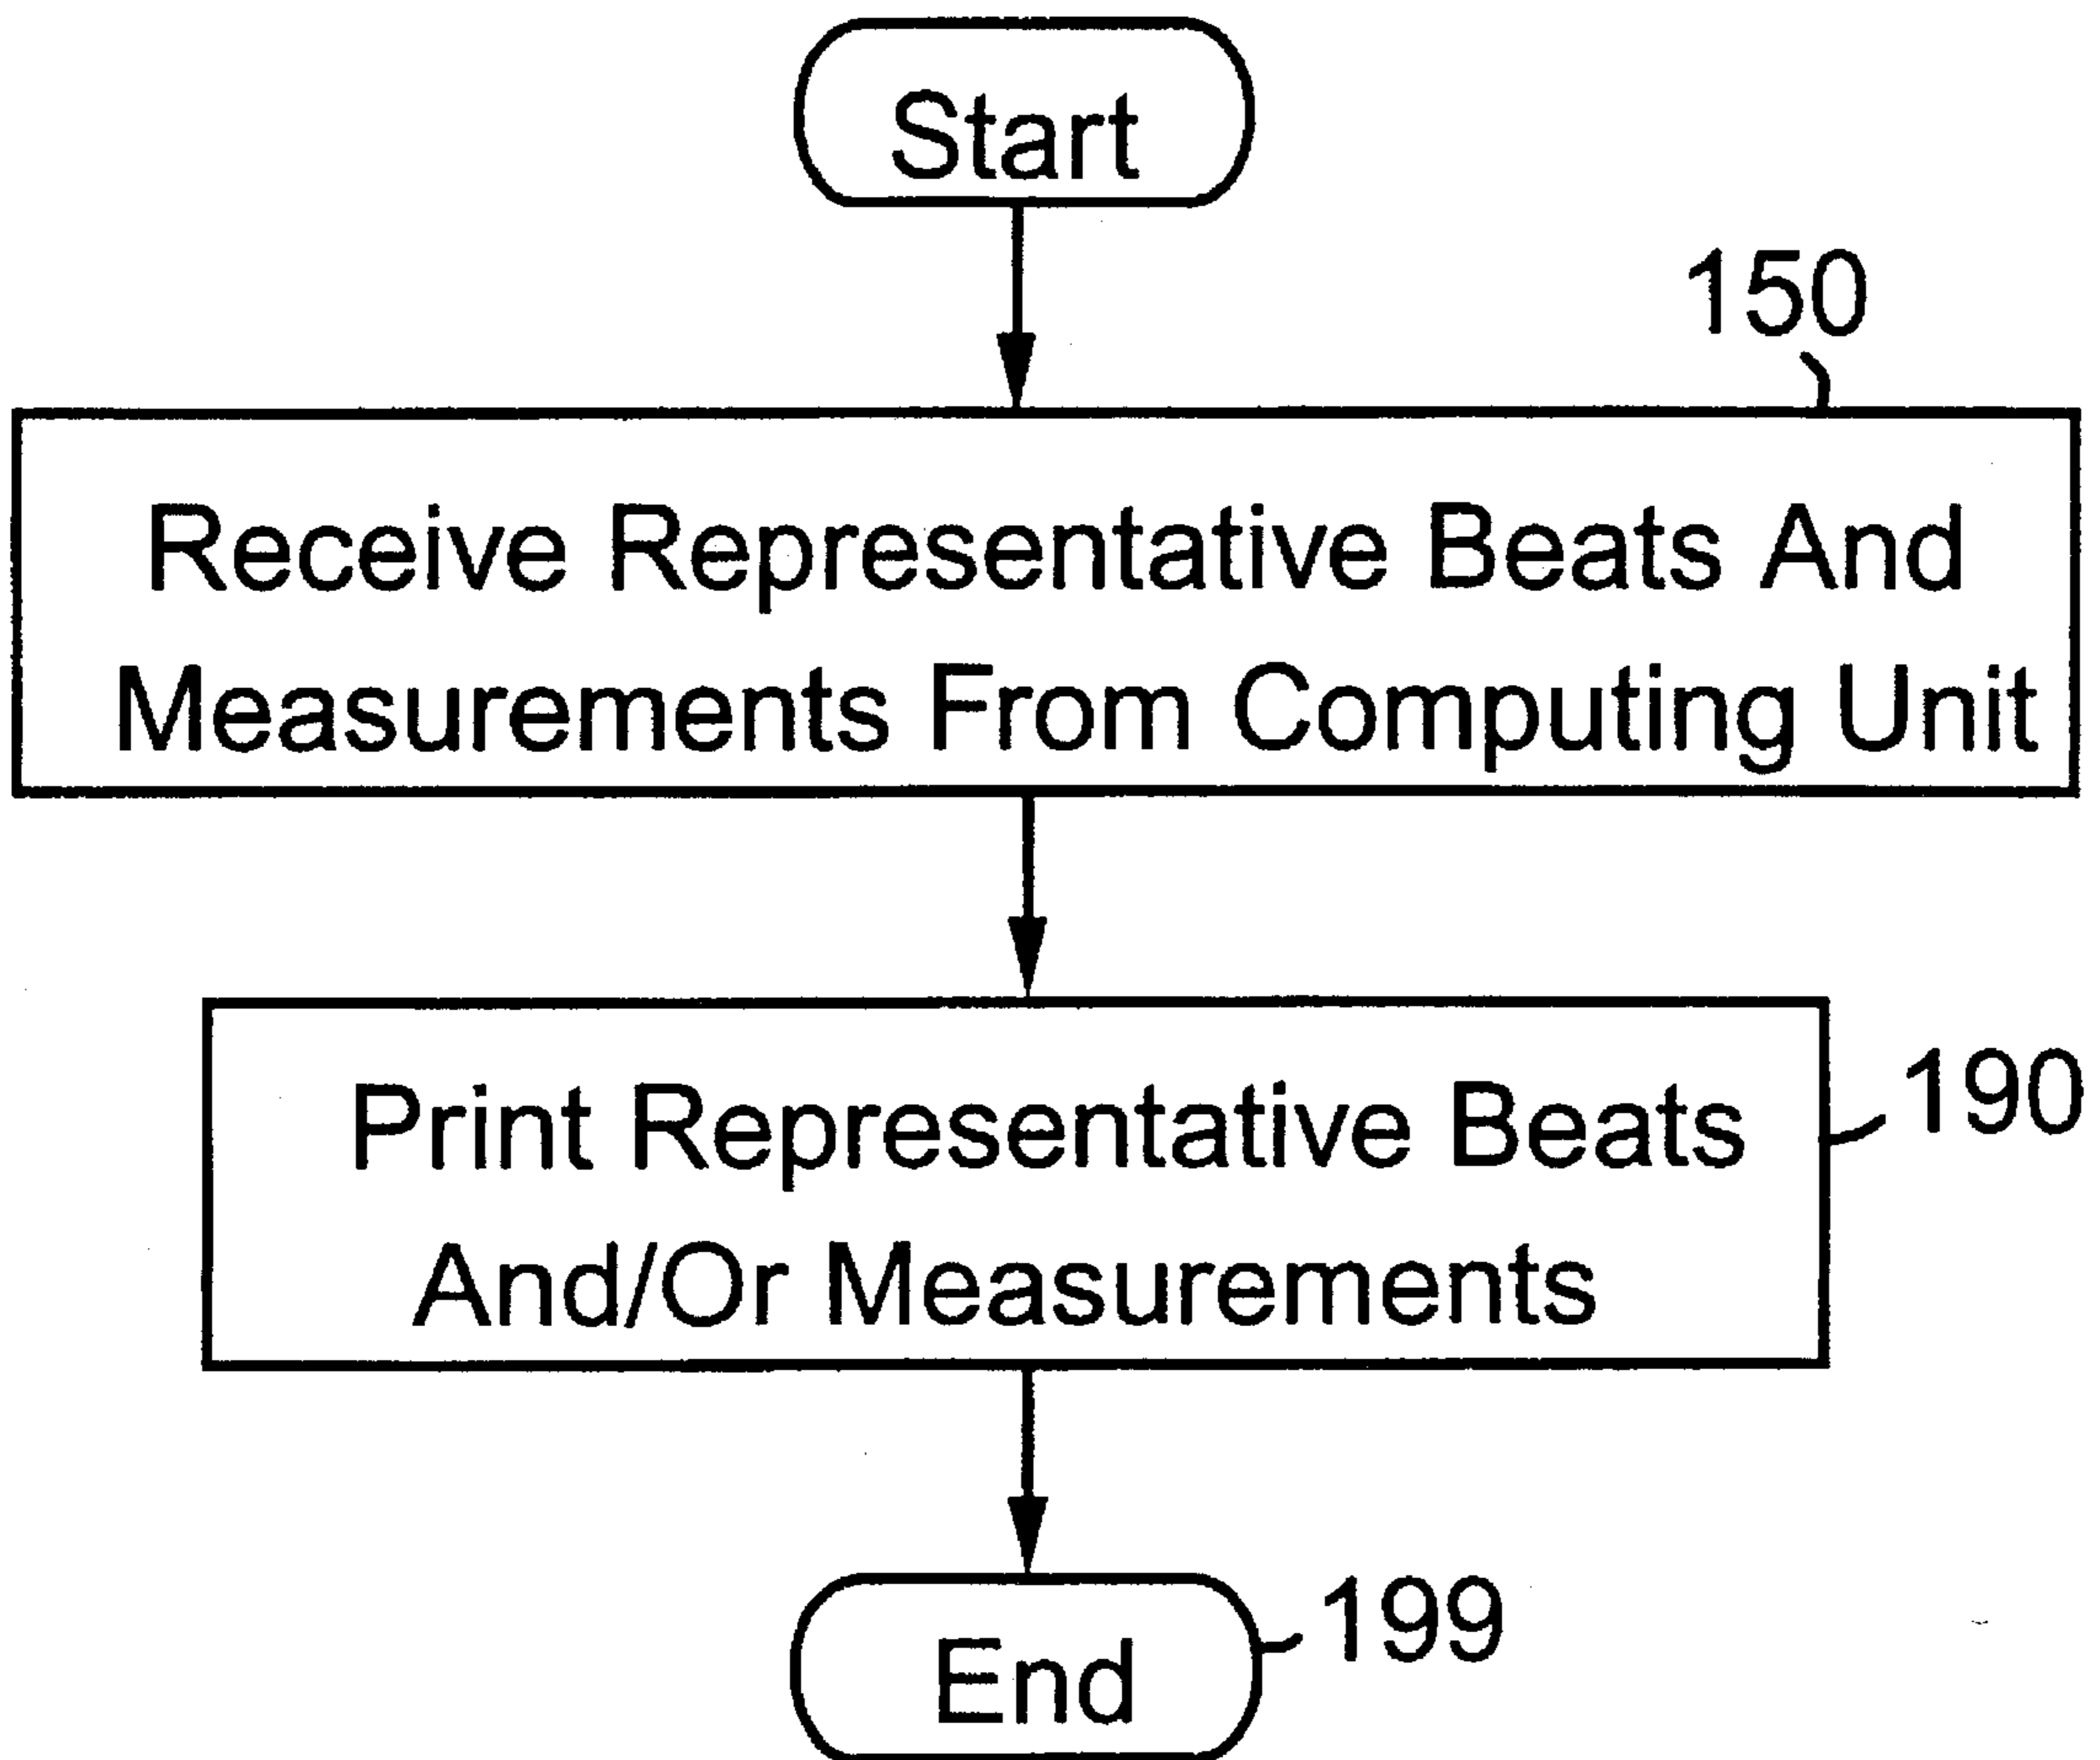 Start
150
Receive Representative Beats And
Measurements From Computing Unit
Print Representative Beats
And/Or Measurements
190
End
199